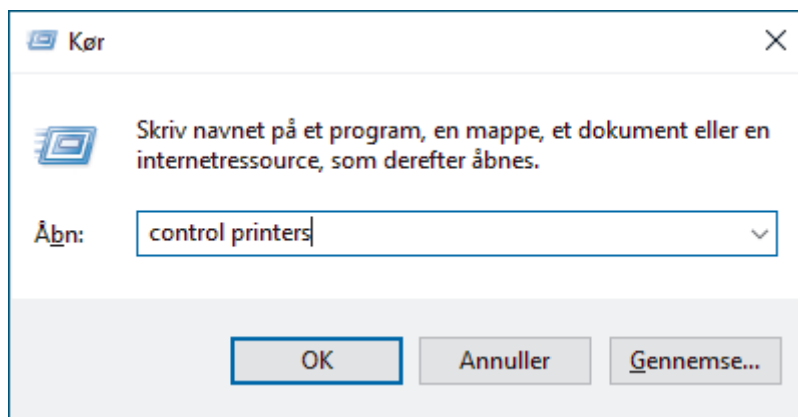 Kør
Skriv navnet på et program, en mappe, et dokument eller en
internetressource, som derefter åbnes.
Åbn: control printers
OK Annuller Gennemse...